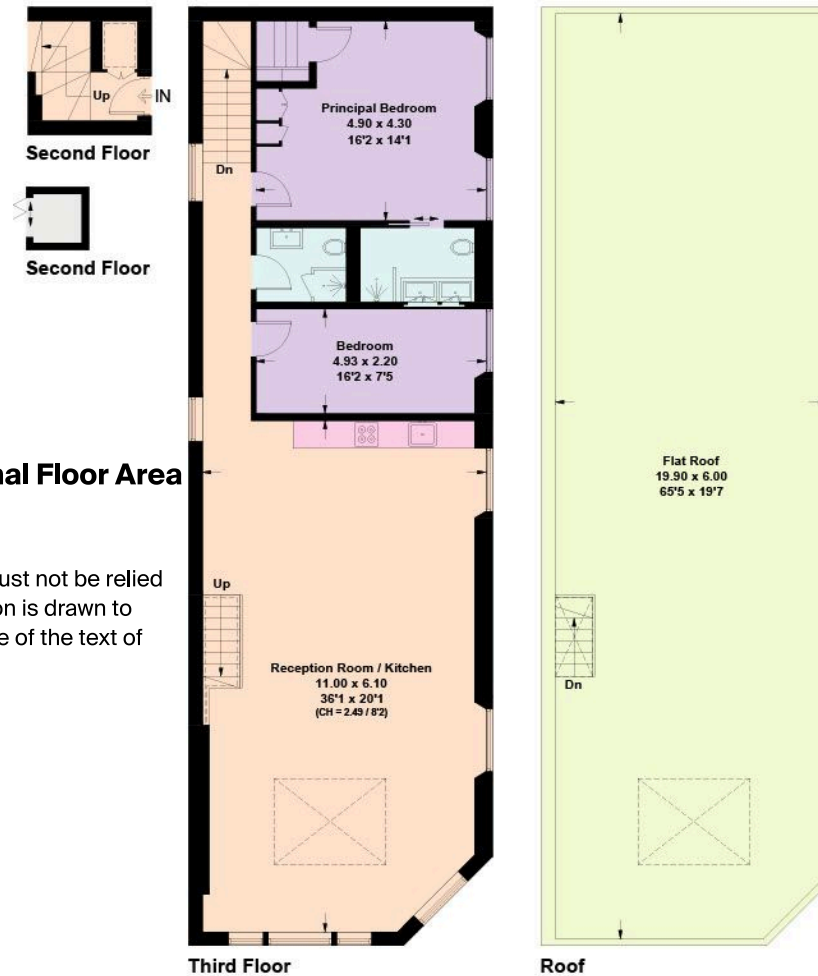 Up
IN
Second Floor
Second Floor
nal Floor Area
ust not be relied
on is drawn to
e of the text of
Principal Bedroom
4.90 x 4.30
16'2 x 14'1
Dn
Bedroom
4.93 x 2.20
16'2 x 7'5
Up
Reception Room / Kitchen
11.00 x 6.10
36'1 x 20'1
(CH = 2.49 / 8'2)
Third Floor
Flat Roof
19.90 x 6.00
65'5 x 19'7
Dn
Roof